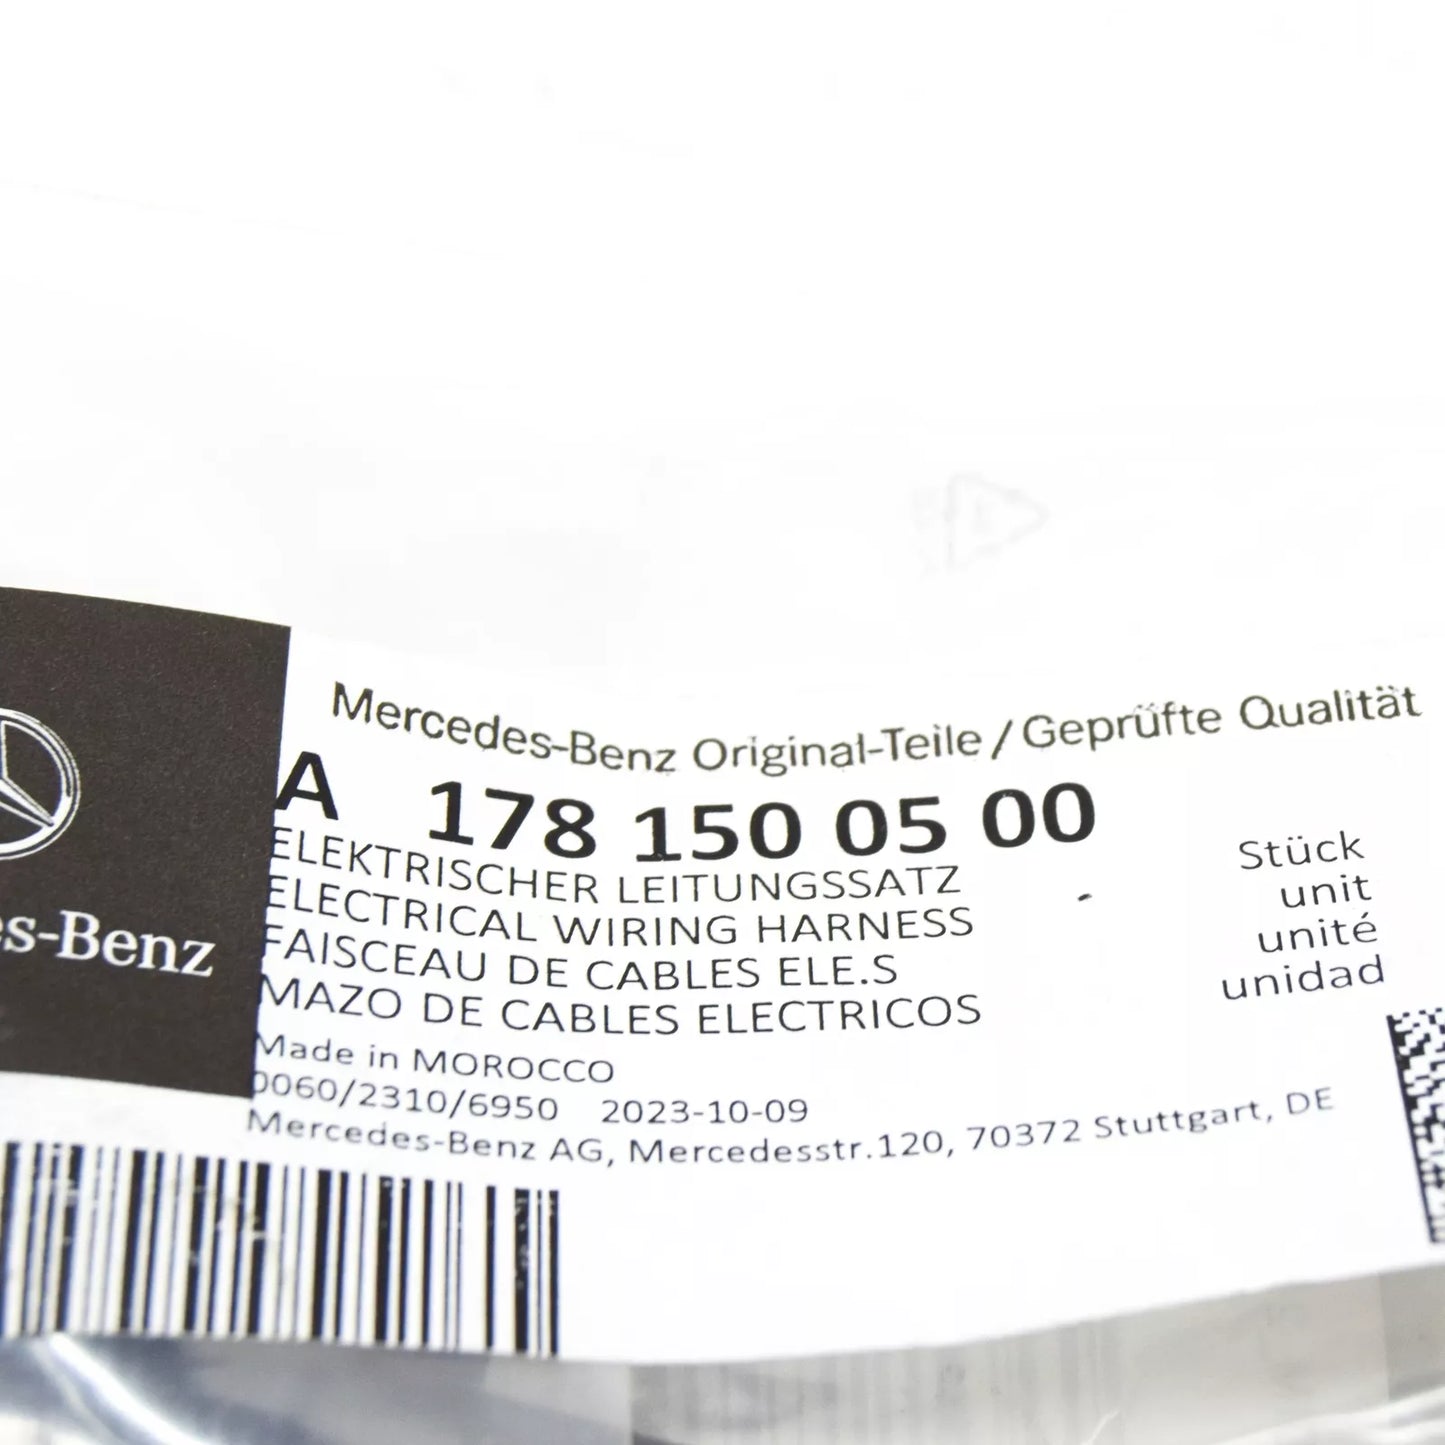 Mercedes-Benz Original-Teile / Geprüfte Qualität
A 178 150 05 00
ELEKTRISCHER LEITUNGSSATZ
ELECTRICAL WIRING HARNESS
FAISCEAU DE CABLES ELE.S
MAZO DE CABLES ELECTRICOS
-
Stück
unit
unité
unidad
Made in MOROCCO
0060/2310/6950 2023-10-09
Mercedes-Benz AG, Mercedesstr.120, 70372 Stuttgart, DE
es-Benz